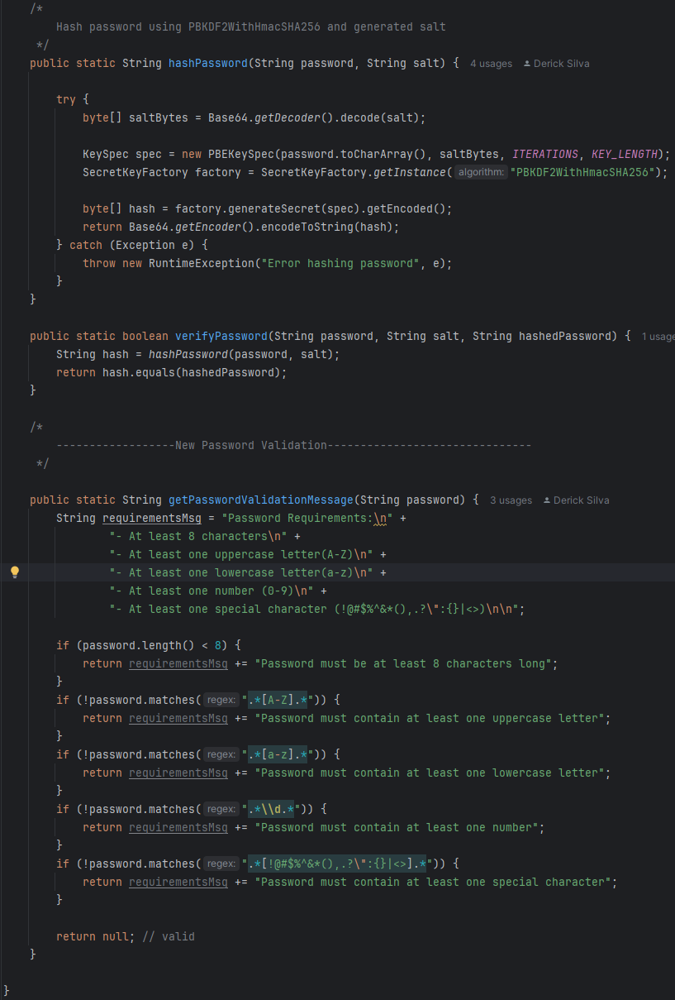 /*
    Hash password using PBKDF2WithHmacSHA256 and generated salt
 */
public static String hashPassword(String password, String salt) {  4 usages  Derick Silva
    try {
        byte[] saltBytes = Base64.getDecoder().decode(salt);
        KeySpec spec = new PBEKeySpec(password.toCharArray(), saltBytes, ITERATIONS, KEY_LENGTH);
        SecretKeyFactory factory = SecretKeyFactory.getInstance( algorithm: "PBKDF2WithHmacSHA256");
        byte[] hash = factory.generateSecret(spec).getEncoded();
        return Base64.getEncoder().encodeToString(hash);
    } catch (Exception e) {
        throw new RuntimeException("Error hashing password", e);
    }
}
public static boolean verifyPassword(String password, String salt, String hashedPassword) {  1 usage
    String hash = hashPassword(password, salt);
    return hash.equals(hashedPassword);
}
/*
    ------------------New Password Validation-------------------------------
 */
public static String getPasswordValidationMessage(String password) {  3 usages  Derick Silva
    String requirementsMsg = "Password Requirements:\n" +
            "- At least 8 characters\n" +
            "- At least one uppercase letter(A-Z)\n" +
            "- At least one lowercase letter(a-z)\n" +
            "- At least one number (0-9)\n" +
            "- At least one special character (!@#$%^&*(),.?\":{}|<>)\n\n";
    if (password.length() < 8) {
        return requirementsMsg += "Password must be at least 8 characters long";
    }
    if (!password.matches( regex: ".*[A-Z].*")) {
        return requirementsMsg += "Password must contain at least one uppercase letter";
    }
    if (!password.matches( regex: ".*[a-z].*")) {
        return requirementsMsg += "Password must contain at least one lowercase letter";
    }
    if (!password.matches( regex: ".*\\d.*")) {
        return requirementsMsg += "Password must contain at least one number";
    }
    if (!password.matches( regex: ".*[!@#$%^&*(),.?\":{}|<>].*")) {
        return requirementsMsg += "Password must contain at least one special character";
    }
    return null; // valid
}
}